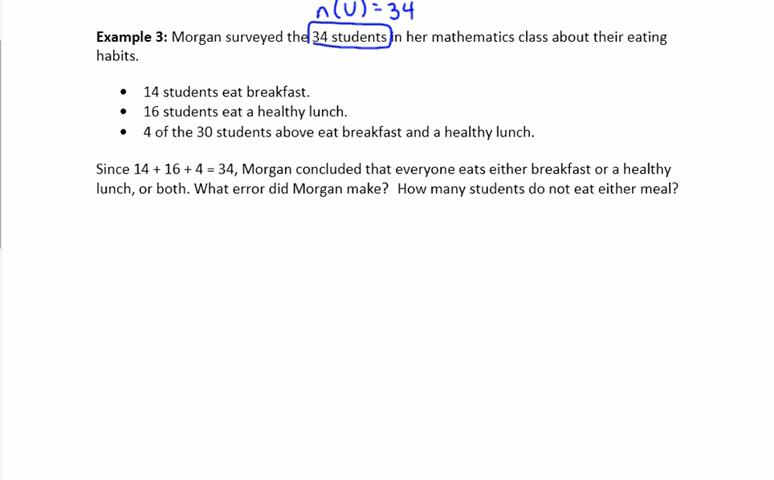 n(U)=34
Example 3: Morgan surveyed the 34 students in her mathematics class about their eating
habits.
• 14 students eat breakfast.
• 16 students eat a healthy lunch.
• 4 of the 30 students above eat breakfast and a healthy lunch.
Since 14 + 16 + 4 = 34, Morgan concluded that everyone eats either breakfast or a healthy
lunch, or both. What error did Morgan make?  How many students do not eat either meal?